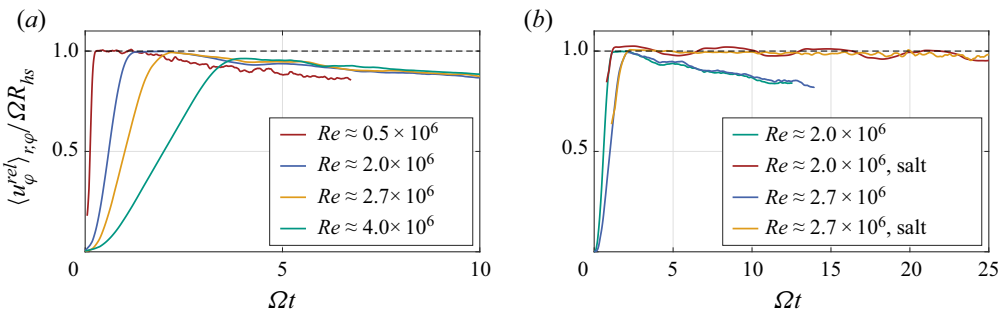 (a)
(b)
⟨u_φ^rel⟩_r,φ / ΩR_hs
1.0
0.5
0
5
10
Ωt
Re ≈ 0.5 × 10^6
Re ≈ 2.0 × 10^6
Re ≈ 2.7 × 10^6
Re ≈ 4.0 × 10^6
1.0
0.5
0
5
10
15
20
25
Ωt
Re ≈ 2.0 × 10^6
Re ≈ 2.0 × 10^6, salt
Re ≈ 2.7 × 10^6
Re ≈ 2.7 × 10^6, salt